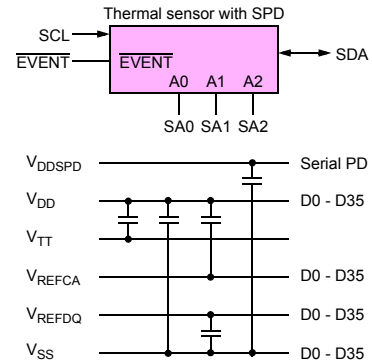 Thermal sensor with SPD
SCL
EVENT
EVENT
SDA
A0 A1 A2
SA0 SA1 SA2
VDDSPD Serial PD
VDD D0 - D35
VTT
VREFCA D0 - D35
VREFDQ D0 - D35
VSS D0 - D35